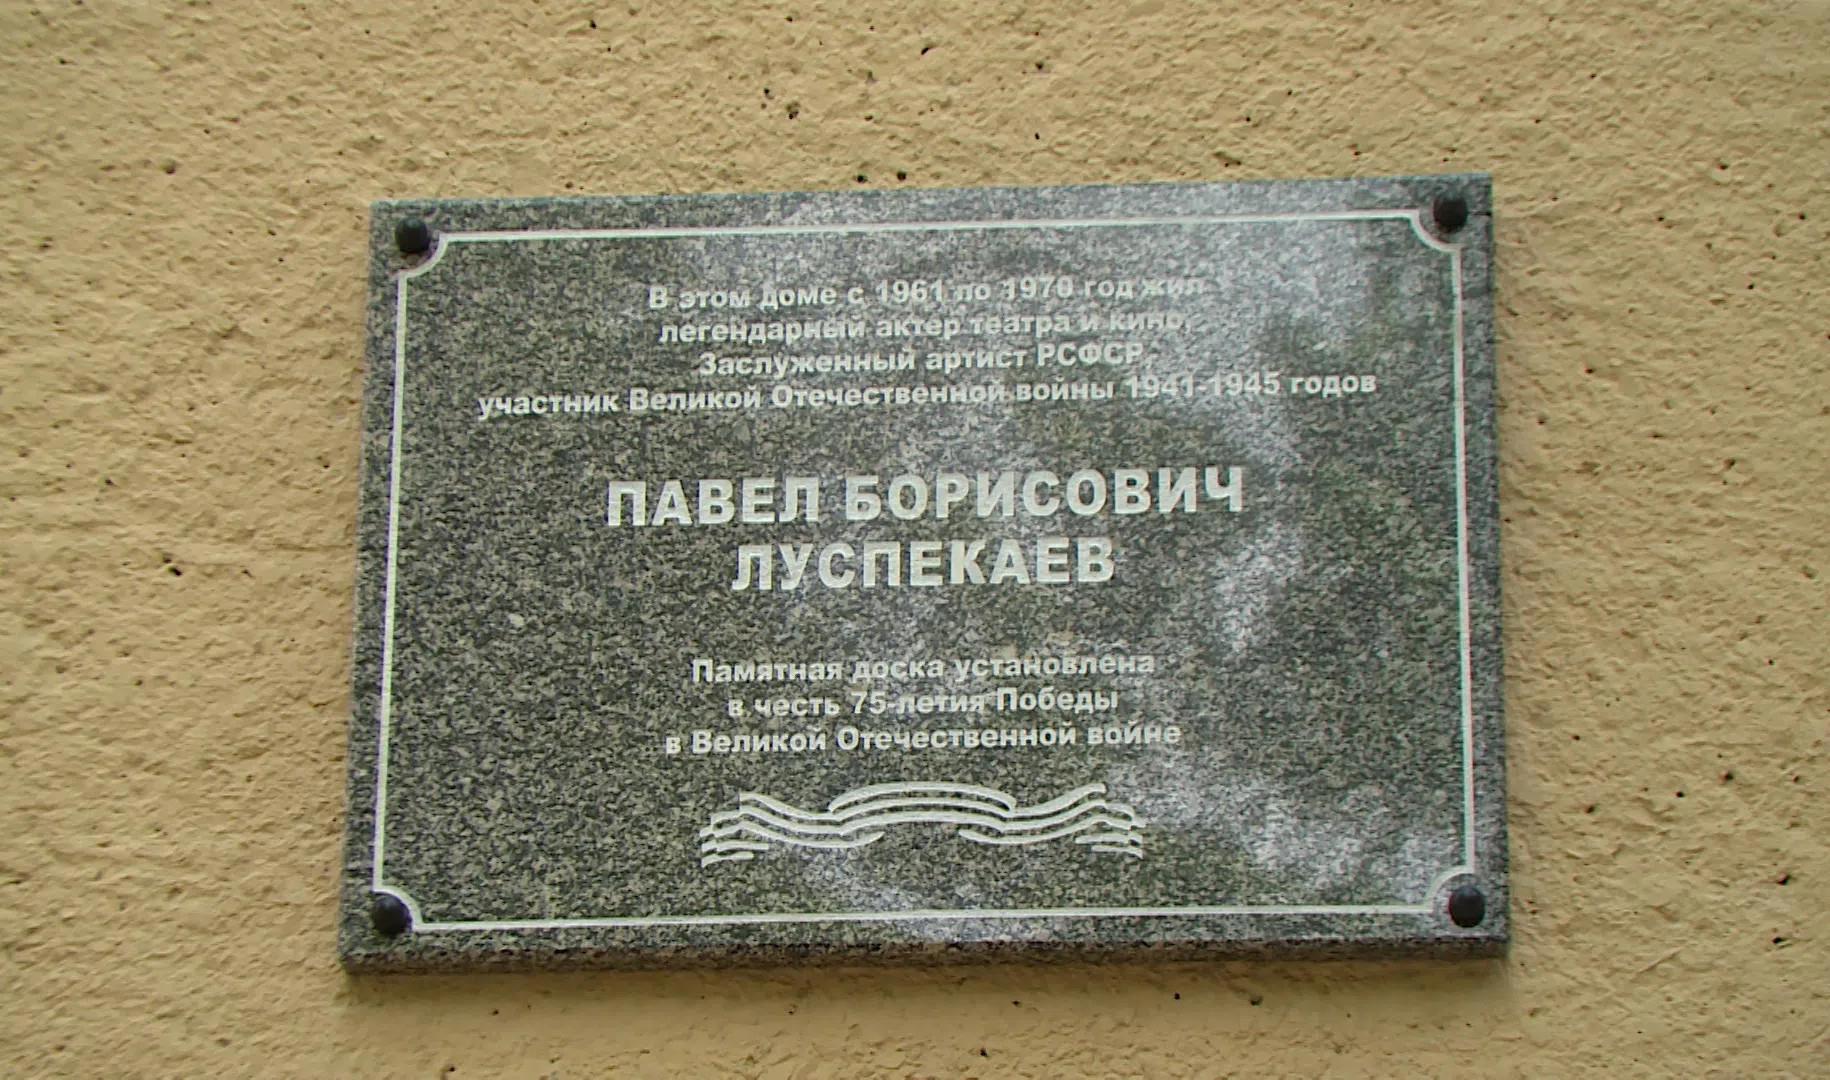 В этом доме с 1961 по 1970 год жил
легендарный актер театра и кино,
Заслуженный артист РСФСР,
участник Великой Отечественной войны 1941-1945 годов
ПАВЕЛ БОРИСОВИЧ
ЛУСПЕКАЕВ
Памятная доска установлена
в честь 75-летия Победы
в Великой Отечественной войне